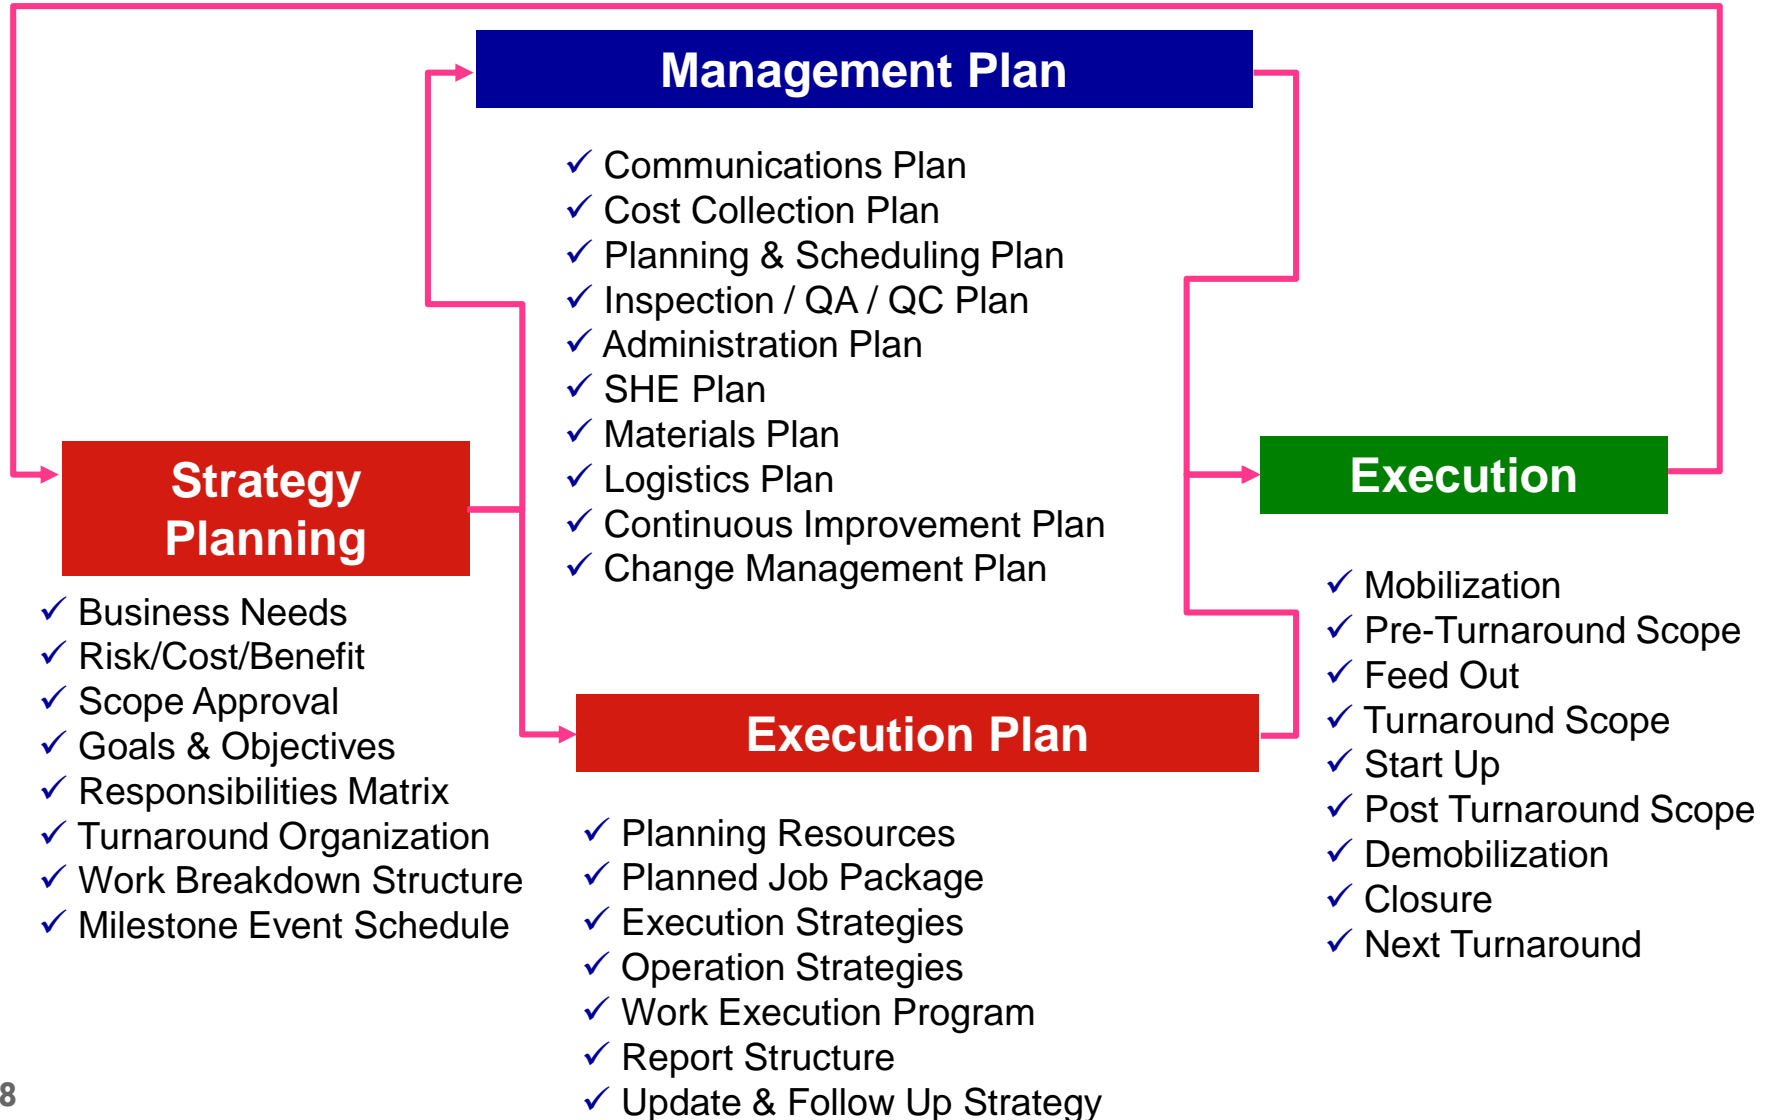 Management Plan
Communications Plan
Cost Collection Plan
Planning & Scheduling Plan
Inspection / QA / QC Plan
Administration Plan
SHE Plan
Materials Plan
Logistics Plan
Continuous Improvement Plan
Change Management Plan
Strategy
Planning
Business Needs
Risk/Cost/Benefit
Scope Approval
Goals & Objectives
Responsibilities Matrix
Turnaround Organization
Work Breakdown Structure
Milestone Event Schedule
Execution Plan
Planning Resources
Planned Job Package
Execution Strategies
Operation Strategies
Work Execution Program
Report Structure
Update & Follow Up Strategy
Execution
Mobilization
Pre-Turnaround Scope
Feed Out
Turnaround Scope
Start Up
Post Turnaround Scope
Demobilization
Closure
Next Turnaround
8